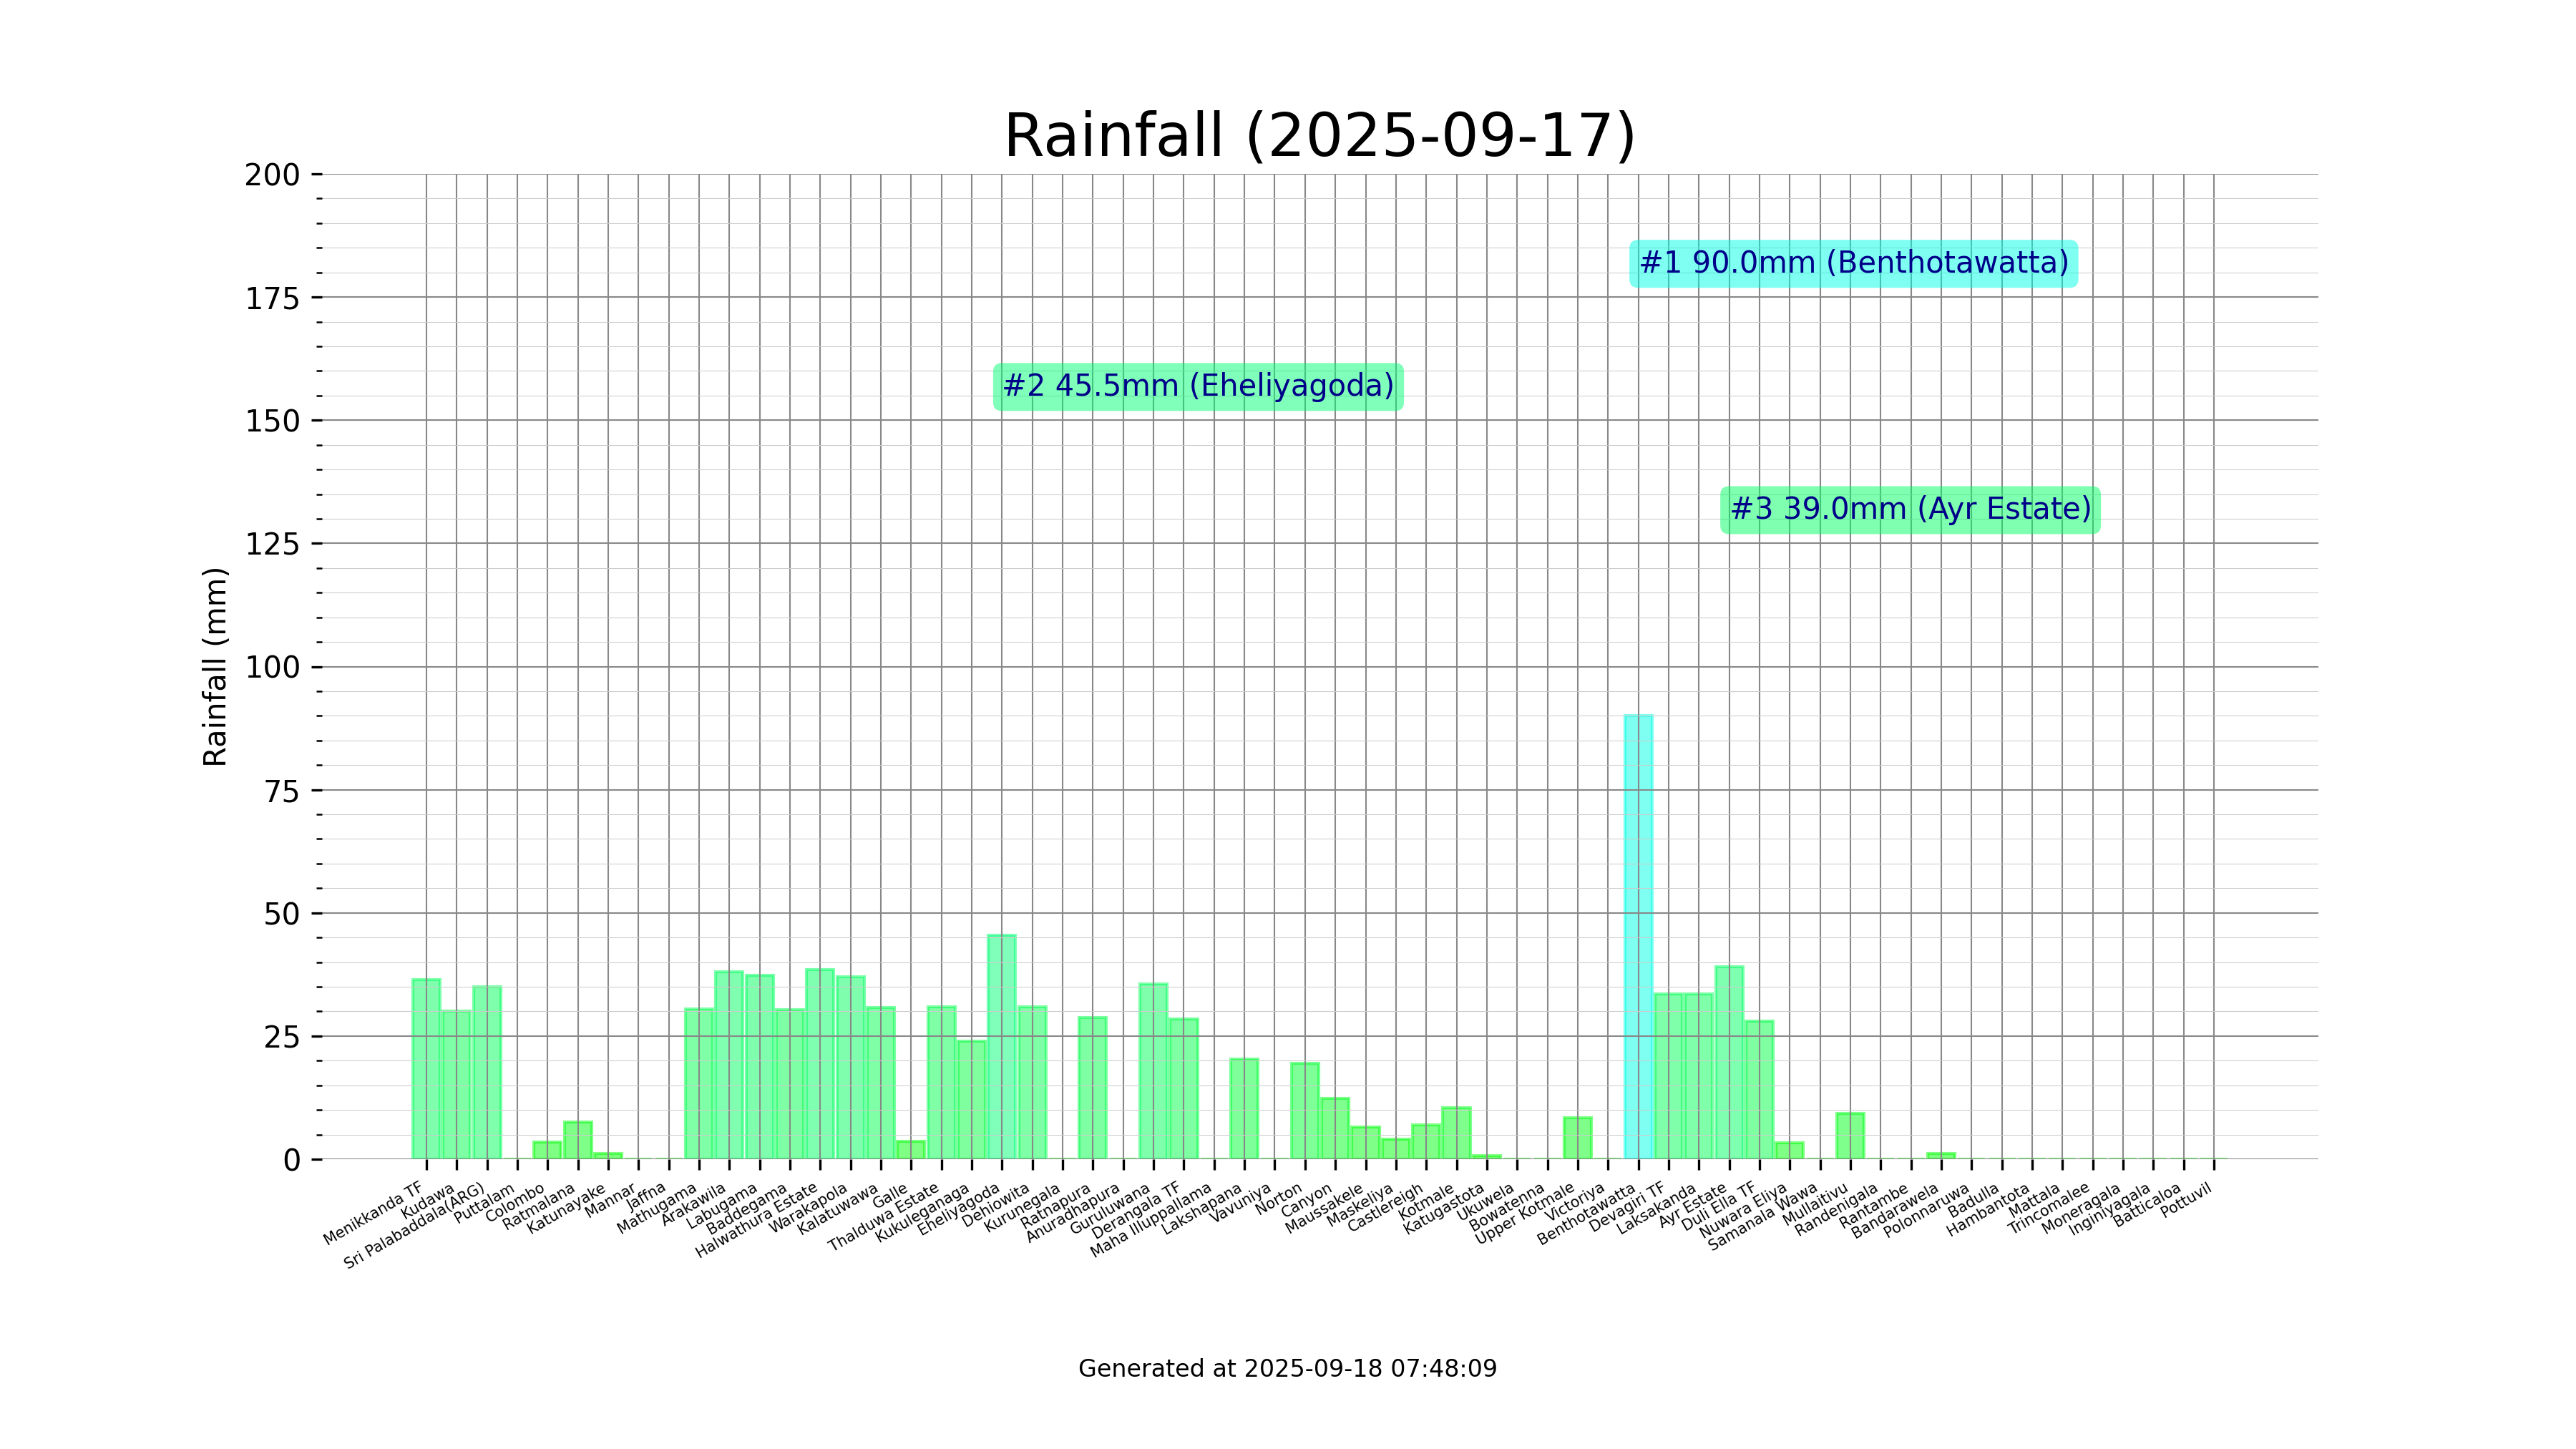 Rainfall (2025-09-17)
200
175
150
125
100
75
50
25
0
Rainfall (mm)
#1 90.0mm (Benthotawatta)
#2 45.5mm (Eheliyagoda)
#3 39.0mm (Ayr Estate)
Menikkanda TF
Kudawa
Sri Palabaddala(ARG)
Puttalam
Colombo
Ratmalana
Katunayake
Mannar
Jaffna
Mathugama
Arakawila
Labugama
Baddegama
Halwathura Estate
Warakapola
Kalatuwawa
Galle
Thalduwa Estate
Kukuleganaga
Eheliyagoda
Dehiowita
Kurunegala
Ratnapura
Anuradhapura
Guruluwana
Derangala TF
Maha Illuppallama
Lakshapana
Vavuniya
Norton
Canyon
Maussakele
Maskeliya
Castlereigh
Kotmale
Katugastota
Ukuwela
Bowatenna
Upper Kotmale
Victoriya
Benthotawatta
Devagiri TF
Laksakanda
Ayr Estate
Duli Ella TF
Nuwara Eliya
Samanala Wawa
Mullaitivu
Randenigala
Rantambe
Bandarawela
Polonnaruwa
Badulla
Hambantota
Mattala
Trincomalee
Moneragala
Inginiyagala
Batticaloa
Pottuvil
Generated at 2025-09-18 07:48:09